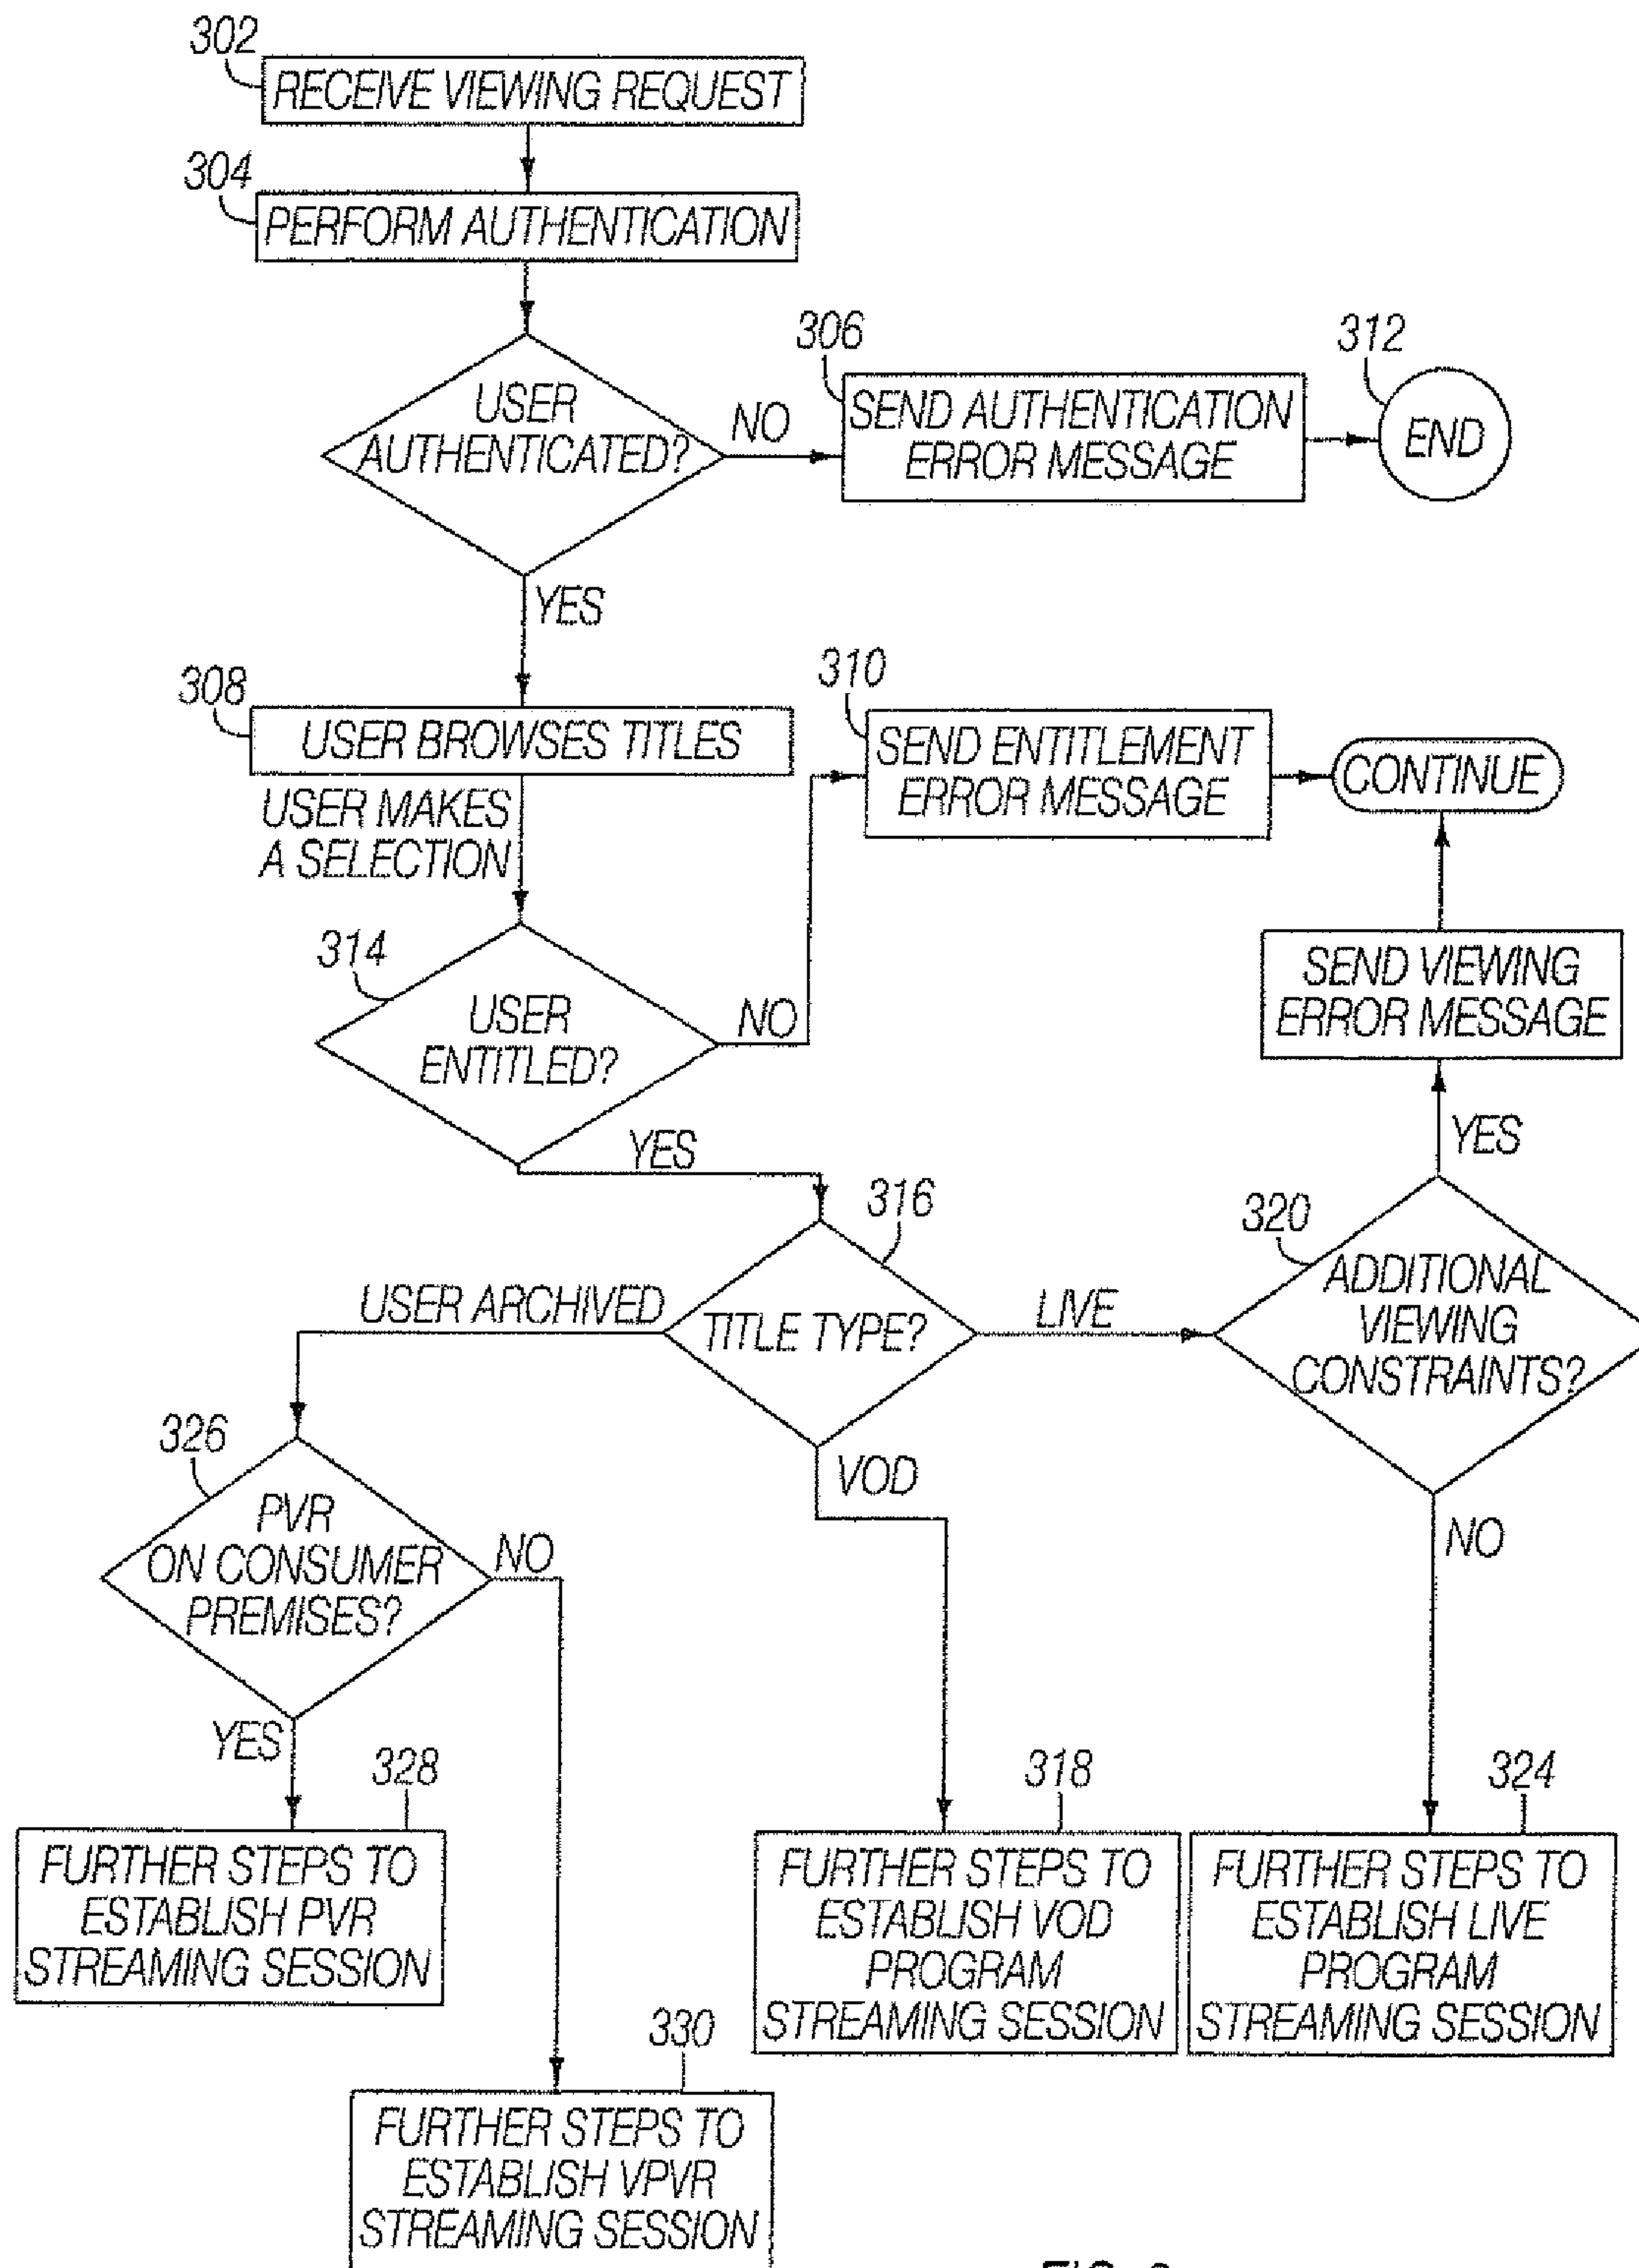 302
RECEIVE VIEWING REQUEST
304
PERFORM AUTHENTICATION
USER
AUTHENTICATED?
NO
306
SEND AUTHENTICATION
ERROR MESSAGE
312
END
YES
308
USER BROWSES TITLES
310
SEND ENTITLEMENT
ERROR MESSAGE
CONTINUE
USER MAKES
A SELECTION
314
USER
ENTITLED?
NO
SEND VIEWING
ERROR MESSAGE
YES
YES
316
TITLE TYPE?
USER ARCHIVED
LIVE
320
ADDITIONAL
VIEWING
CONSTRAINTS?
326
PVR
ON CONSUMER
PREMISES?
NO
VOD
NO
YES
328
FURTHER STEPS TO
ESTABLISH PVR
STREAMING SESSION
318
FURTHER STEPS TO
ESTABLISH VOD
PROGRAM
STREAMING SESSION
324
FURTHER STEPS TO
ESTABLISH LIVE
PROGRAM
STREAMING SESSION
330
FURTHER STEPS TO
ESTABLISH VPVR
STREAMING SESSION